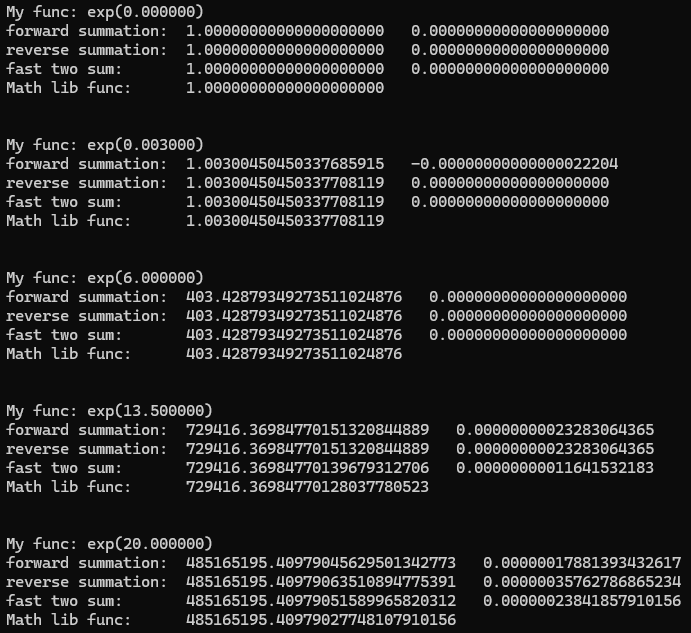 My func: exp(0.000000)
forward summation:  1.00000000000000000000   0.00000000000000000000
reverse summation:  1.00000000000000000000   0.00000000000000000000
fast two sum:       1.00000000000000000000   0.00000000000000000000
Math lib func:      1.00000000000000000000
My func: exp(0.003000)
forward summation:  1.00300450450337685915   -0.00000000000000022204
reverse summation:  1.00300450450337708119   0.00000000000000000000
fast two sum:       1.00300450450337708119   0.00000000000000000000
Math lib func:      1.00300450450337708119
My func: exp(6.000000)
forward summation:  403.42879349273511024876   0.00000000000000000000
reverse summation:  403.42879349273511024876   0.00000000000000000000
fast two sum:       403.42879349273511024876   0.00000000000000000000
Math lib func:      403.42879349273511024876
My func: exp(13.500000)
forward summation:  729416.36984770151320844889   0.00000000023283064365
reverse summation:  729416.36984770151320844889   0.00000000023283064365
fast two sum:       729416.36984770139679312706   0.00000000011641532183
Math lib func:      729416.36984770128037780523
My func: exp(20.000000)
forward summation:  485165195.40979045629501342773   0.00000017881393432617
reverse summation:  485165195.40979063510894775391   0.00000035762786865234
fast two sum:       485165195.40979051589965820312   0.00000023841857910156
Math lib func:      485165195.40979027748107910156